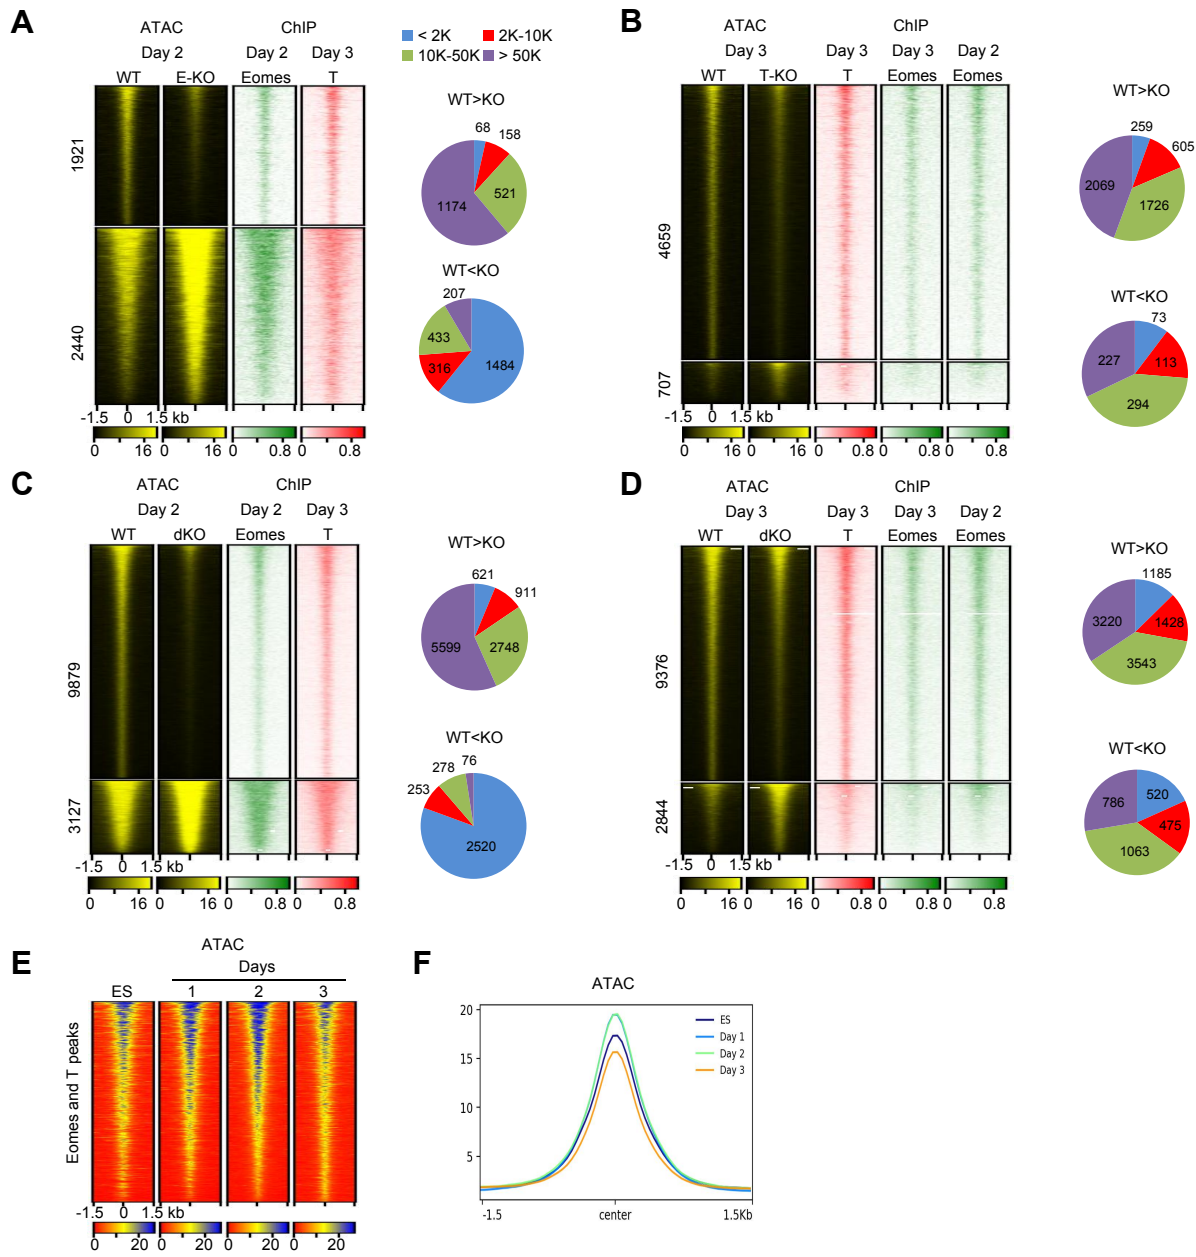 A
ATAC
ChIP
Day 2
Day 2
Day 3
WT
E-KO
Eomes
T
1921
2440
-1.5 0 1.5 kb
0 16
0 16
0 0.8
0 0.8
< 2K
2K-10K
10K-50K
> 50K
WT>KO
68
158
521
1174
WT<KO
207
433
316
1484
B
ATAC
ChIP
Day 3
Day 3
Day 3
Day 2
WT
T-KO
T
Eomes
Eomes
4659
707
-1.5 0 1.5 kb
0 16
0 16
0 0.8
0 0.8
0 0.8
WT>KO
259
605
2069
1726
WT<KO
73
227
113
294
C
ATAC
ChIP
Day 2
Day 2
Day 3
WT
dKO
Eomes
T
9879
3127
-1.5 0 1.5 kb
0 16
0 16
0 0.8
0 0.8
WT>KO
621
911
5599
2748
WT<KO
76
278
253
2520
D
ATAC
ChIP
Day 3
Day 3
Day 3
Day 2
WT
dKO
T
Eomes
Eomes
9376
2844
-1.5 0 1.5 kb
0 16
0 16
0 0.8
0 0.8
0 0.8
WT>KO
1185
3220
1428
3543
WT<KO
786
520
475
1063
E
ATAC
Days
ES
1
2
3
Eomes and T peaks
-1.5 0 1.5 kb
0 20
0 20
0 20
0 20
F
ATAC
20
15
10
5
ES
Day 1
Day 2
Day 3
-1.5
center
1.5Kb